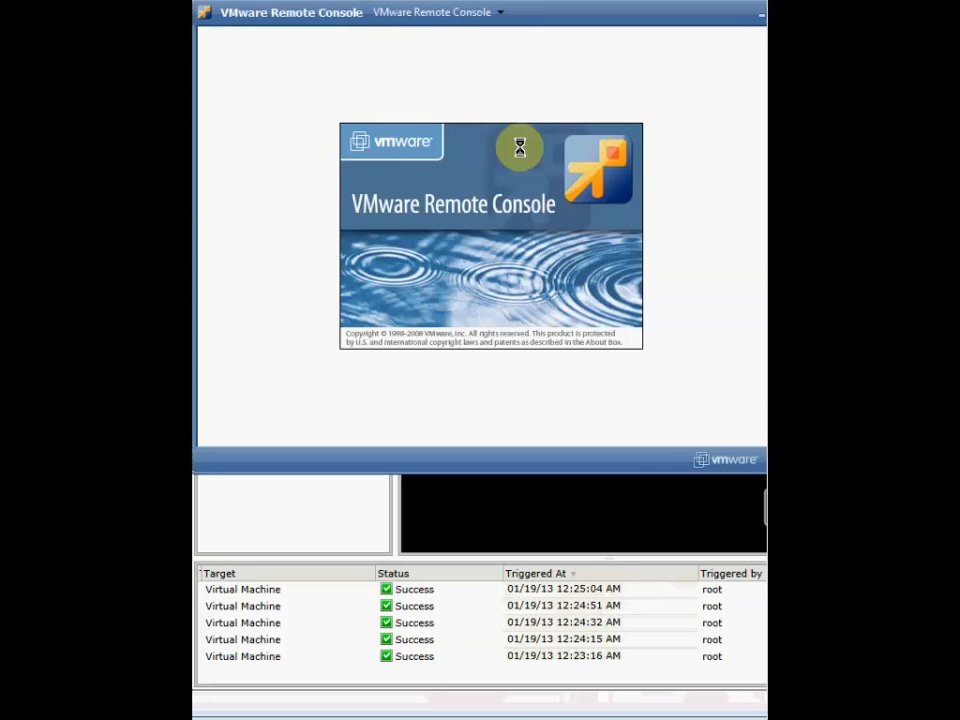 VMware Remote Console VMware Remote Console
vmware
VMware Remote Console
Copyright © 1998-2008 VMware, Inc. All rights reserved. This product is protected
by U.S. and international copyright laws and patents as described in the About Box.
vmware
Target Status Triggered At Triggered by
Virtual Machine Success 01/19/13 12:25:04 AM root
Virtual Machine Success 01/19/13 12:24:51 AM root
Virtual Machine Success 01/19/13 12:24:32 AM root
Virtual Machine Success 01/19/13 12:24:15 AM root
Virtual Machine Success 01/19/13 12:23:16 AM root